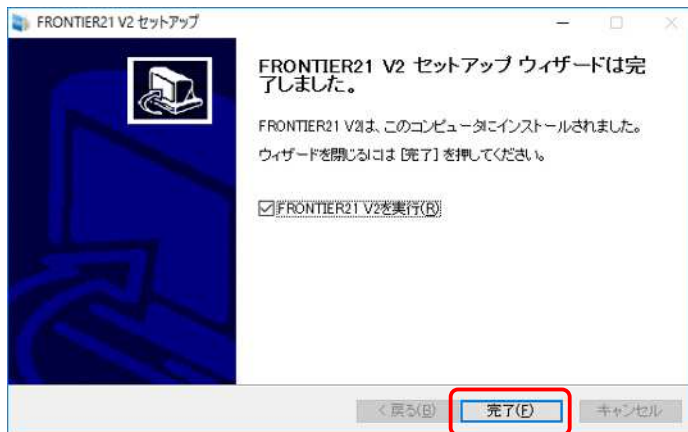 FRONTIER21 V2 セットアップ
FRONTIER21 V2 セットアップ ウィザードは完
了しました。
FRONTIER21 V2は、このコンピュータにインストールされました。
ウィザードを閉じるには [完了] を押してください。
FRONTIER21 V2を実行(R)
< 戻る(B) 完了(F) キャンセル